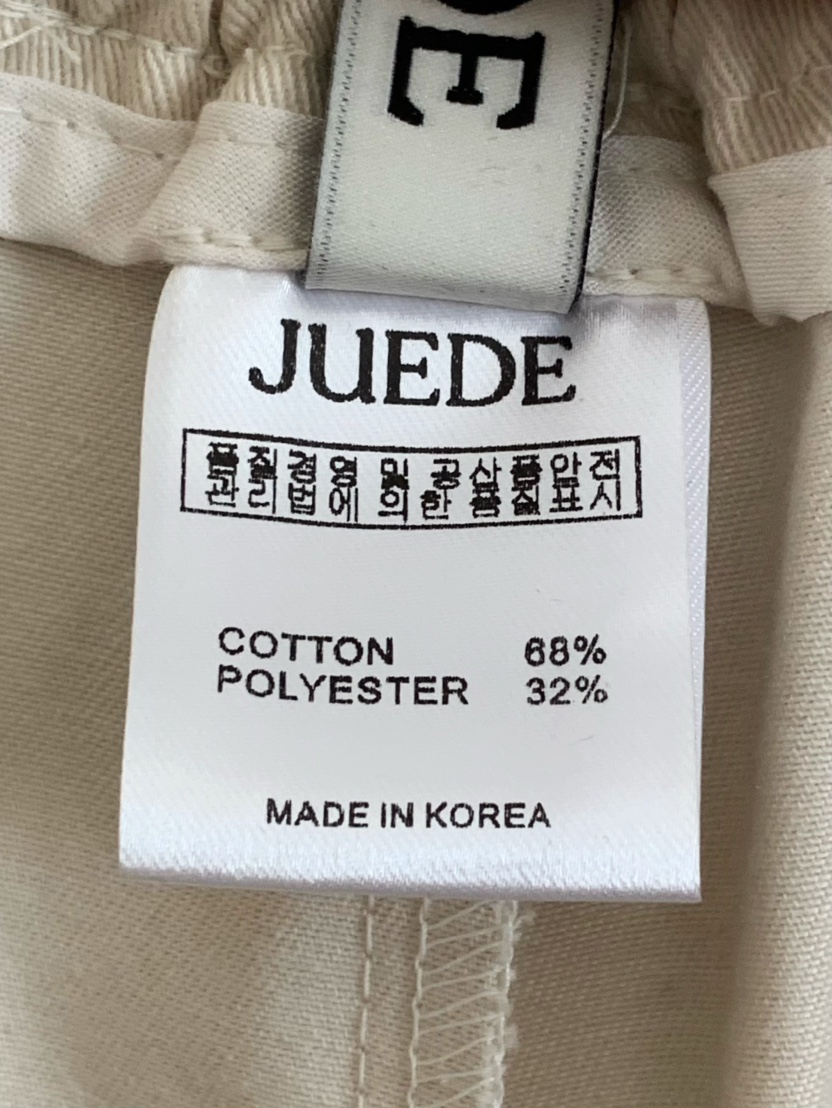 DE
JUEDE
품질경영 및 공산품안전
관리법에 의한 품질표시
COTTON 68%
POLYESTER 32%
MADE IN KOREA